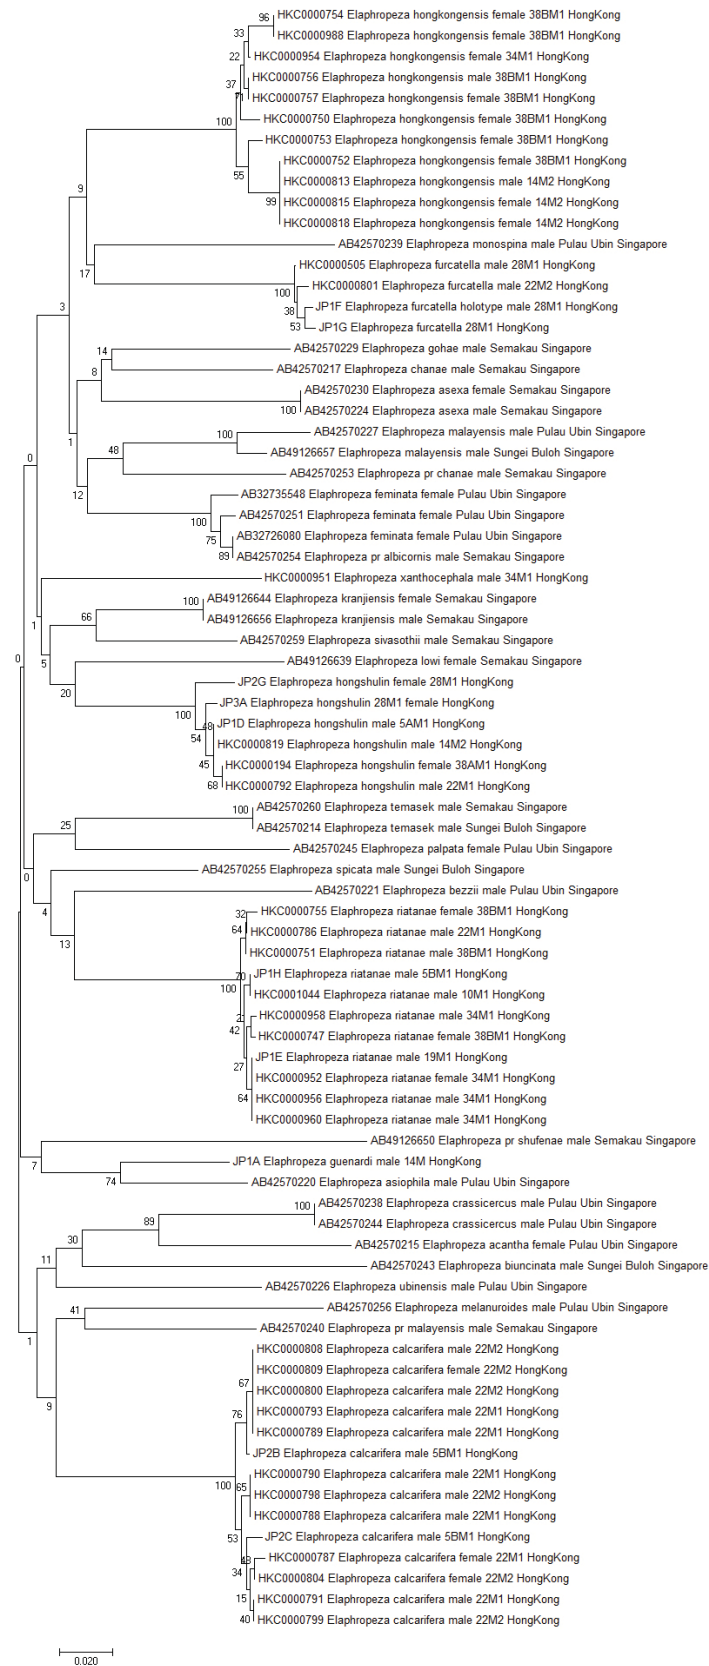 96 HKC0000754 Elaphropeza hongkongensis female 38BM1 HongKong
33 HKC0000988 Elaphropeza hongkongensis female 38BM1 HongKong
22 HKC0000954 Elaphropeza hongkongensis female 34M1 HongKong
37 HKC0000756 Elaphropeza hongkongensis male 38BM1 HongKong
HKC0000757 Elaphropeza hongkongensis female 38BM1 HongKong
100 HKC0000750 Elaphropeza hongkongensis female 38BM1 HongKong
HKC0000753 Elaphropeza hongkongensis female 38BM1 HongKong
55 HKC0000752 Elaphropeza hongkongensis female 38BM1 HongKong
HKC0000813 Elaphropeza hongkongensis male 14M2 HongKong
9 99 HKC0000815 Elaphropeza hongkongensis female 14M2 HongKong
HKC0000818 Elaphropeza hongkongensis female 14M2 HongKong
AB42570239 Elaphropeza monospina male Pulau Ubin Singapore
17 HKC0000505 Elaphropeza furcatella male 28M1 HongKong
100 HKC0000801 Elaphropeza furcatella male 22M2 HongKong
3 38 JP1F Elaphropeza furcatella holotype male 28M1 HongKong
53 JP1G Elaphropeza furcatella 28M1 HongKong
14 AB42570229 Elaphropeza gohae male Semakau Singapore
8 AB42570217 Elaphropeza chanae male Semakau Singapore
AB42570230 Elaphropeza asexa female Semakau Singapore
100 AB42570224 Elaphropeza asexa male Semakau Singapore
1 100 AB42570227 Elaphropeza malayensis male Pulau Ubin Singapore
48 AB49126657 Elaphropeza malayensis male Sungei Buloh Singapore
0 AB42570253 Elaphropeza pr chanae male Semakau Singapore
12 AB32735548 Elaphropeza feminata female Pulau Ubin Singapore
100 AB42570251 Elaphropeza feminata female Pulau Ubin Singapore
75 AB32726080 Elaphropeza feminata female Pulau Ubin Singapore
89 AB42570254 Elaphropeza pr albicornis male Semakau Singapore
HKC0000951 Elaphropeza xanthocephala male 34M1 HongKong
100 AB49126644 Elaphropeza kranjiensis female Semakau Singapore
1 66 AB49126656 Elaphropeza kranjiensis male Semakau Singapore
AB42570259 Elaphropeza sivasothii male Semakau Singapore
0 5 AB49126639 Elaphropeza lowi female Semakau Singapore
20 JP2G Elaphropeza hongshulin female 28M1 HongKong
100 JP3A Elaphropeza hongshulin 28M1 female HongKong
54 48 JP1D Elaphropeza hongshulin male 5AM1 HongKong
HKC0000819 Elaphropeza hongshulin male 14M2 HongKong
45 HKC0000194 Elaphropeza hongshulin female 38AM1 HongKong
68 HKC0000792 Elaphropeza hongshulin male 22M1 HongKong
100 AB42570260 Elaphropeza temasek male Semakau Singapore
25 AB42570214 Elaphropeza temasek male Sungei Buloh Singapore
AB42570245 Elaphropeza palpata female Pulau Ubin Singapore
0 AB42570255 Elaphropeza spicata male Sungei Buloh Singapore
AB42570221 Elaphropeza bezzii male Pulau Ubin Singapore
4 32 HKC0000755 Elaphropeza riatanae female 38BM1 HongKong
64 HKC0000786 Elaphropeza riatanae male 22M1 HongKong
13 HKC0000751 Elaphropeza riatanae male 38BM1 HongKong
70 JP1H Elaphropeza riatanae male 5BM1 HongKong
100 HKC0001044 Elaphropeza riatanae male 10M1 HongKong
HKC0000958 Elaphropeza riatanae male 34M1 HongKong
42 HKC0000747 Elaphropeza riatanae female 38BM1 HongKong
27 JP1E Elaphropeza riatanae male 19M1 HongKong
HKC0000952 Elaphropeza riatanae female 34M1 HongKong
64 HKC0000956 Elaphropeza riatanae male 34M1 HongKong
HKC0000960 Elaphropeza riatanae male 34M1 HongKong
AB49126650 Elaphropeza pr shufenae male Semakau Singapore
7 JP1A Elaphropeza guenardi male 14M HongKong
74 AB42570220 Elaphropeza asiophila male Pulau Ubin Singapore
100 AB42570238 Elaphropeza crassicercus male Pulau Ubin Singapore
89 AB42570244 Elaphropeza crassicercus male Pulau Ubin Singapore
30 AB42570215 Elaphropeza acantha female Pulau Ubin Singapore
11 AB42570243 Elaphropeza biuncinata male Sungei Buloh Singapore
AB42570226 Elaphropeza ubinensis male Pulau Ubin Singapore
41 AB42570256 Elaphropeza melanuroides male Pulau Ubin Singapore
1 AB42570240 Elaphropeza pr malayensis male Semakau Singapore
HKC0000808 Elaphropeza calcarifera male 22M2 HongKong
HKC0000809 Elaphropeza calcarifera female 22M2 HongKong
67 HKC0000800 Elaphropeza calcarifera male 22M2 HongKong
9 76 HKC0000793 Elaphropeza calcarifera male 22M1 HongKong
HKC0000789 Elaphropeza calcarifera male 22M1 HongKong
JP2B Elaphropeza calcarifera male 5BM1 HongKong
100 65 HKC0000790 Elaphropeza calcarifera male 22M1 HongKong
HKC0000798 Elaphropeza calcarifera male 22M2 HongKong
HKC0000788 Elaphropeza calcarifera male 22M1 HongKong
53 JP2C Elaphropeza calcarifera male 5BM1 HongKong
34 HKC0000787 Elaphropeza calcarifera female 22M1 HongKong
HKC0000804 Elaphropeza calcarifera female 22M2 HongKong
15 HKC0000791 Elaphropeza calcarifera male 22M1 HongKong
40 HKC0000799 Elaphropeza calcarifera male 22M2 HongKong
0.020